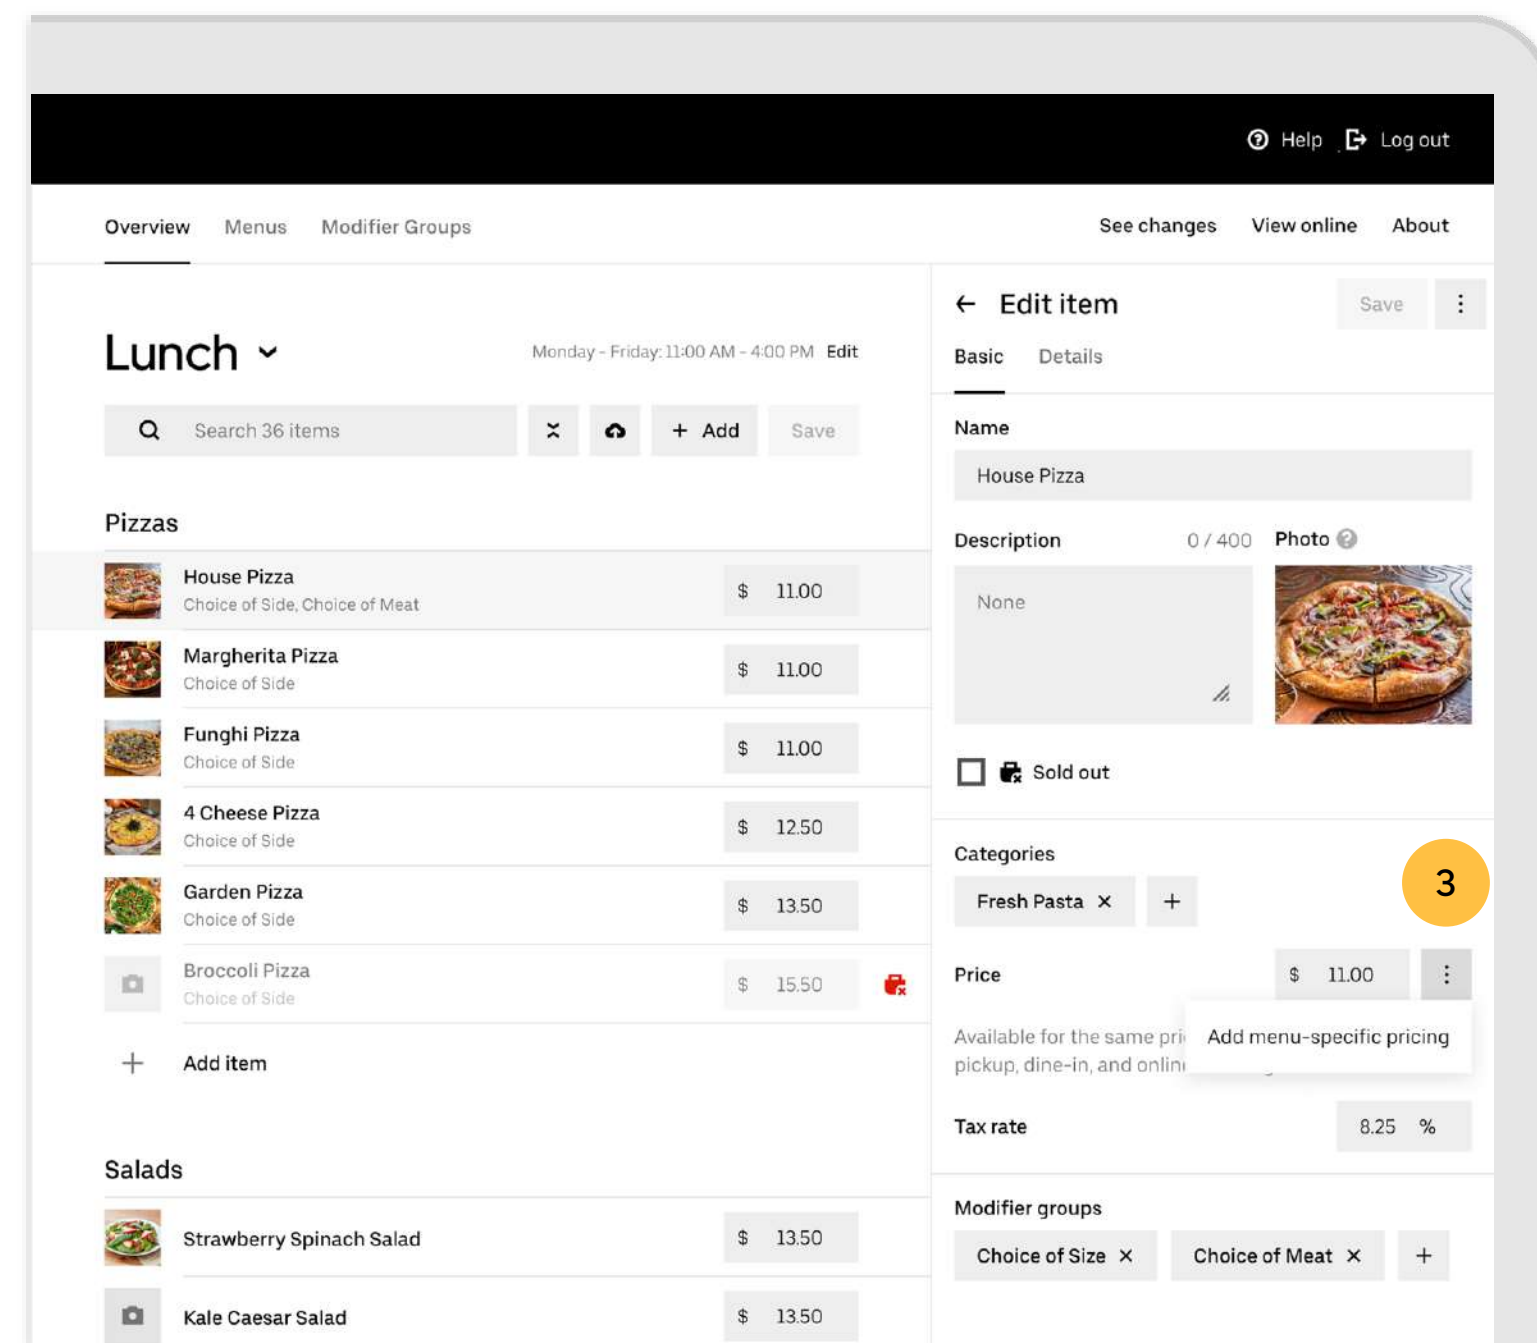 Help Log out
Overview Menus Modifier Groups See changes View online About
Lunch Monday - Friday: 11:00 AM - 4:00 PM Edit
Search 36 items + Add Save
Pizzas
House Pizza $ 11.00
Choice of Side, Choice of Meat
Margherita Pizza $ 11.00
Choice of Side
Funghi Pizza $ 11.00
Choice of Side
4 Cheese Pizza $ 12.50
Choice of Side
Garden Pizza $ 13.50
Choice of Side
Broccoli Pizza $ 15.50
Choice of Side
+ Add item
Salads
Strawberry Spinach Salad $ 13.50
Kale Caesar Salad $ 13.50
← Edit item Save
Basic Details
Name
House Pizza
Description 0 / 400 Photo
None
Sold out
Categories
3
Fresh Pasta × +
Price $ 11.00
Add menu-specific pricing
Available for the same
pickup, dine-in, and
Tax rate 8.25 %
Modifier groups
Choice of Size × Choice of Meat × +